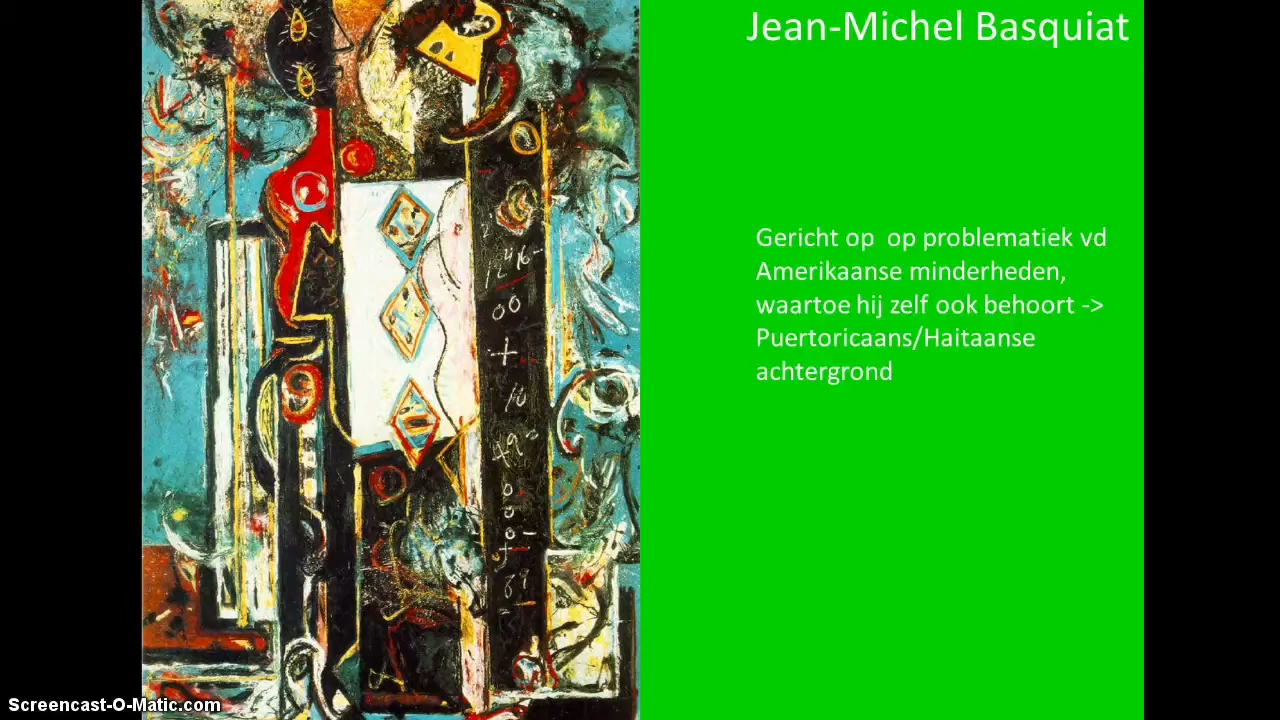 Jean-Michel Basquiat
Gericht op  op problematiek vd
Amerikaanse minderheden,
waartoe hij zelf ook behoort ->
Puertoricaans/Haitaanse
achtergrond
00
+
Screencast-O-Matic.com